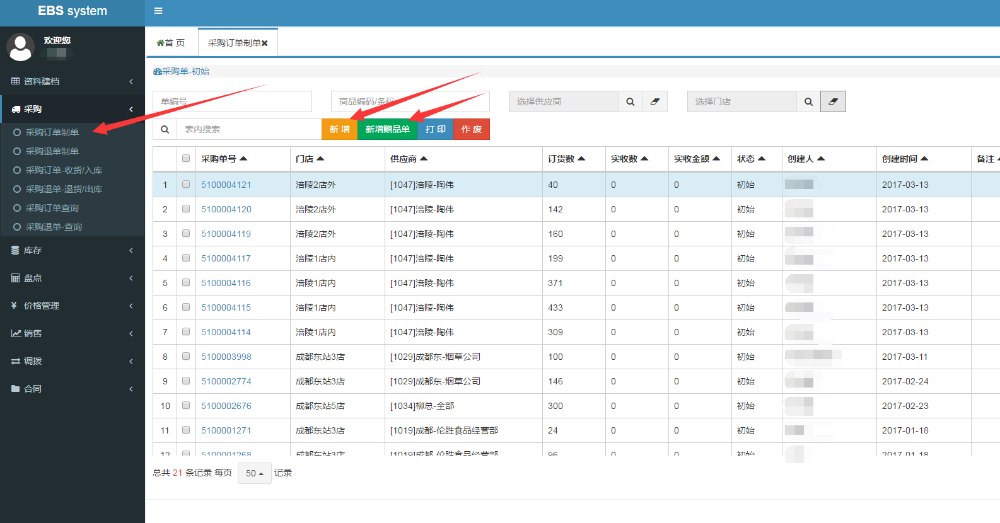 EBS system
欢迎您
资料建档
采购
采购订单制单
采购退单制单
采购订单-收货/入库
采购退单-退货/出库
采购订单查询
采购退单-查询
库存
盘点
¥ 价格管理
销售
调拨
合同
首 页 采购订单制单
采购单-初始
单编号 商品编码/条码 选择供应商 选择门店
表内搜索 新 增 新增赠品单 打 印 作 废
采购单号 门店 供应商 订货数 实收数 实收金额 状态 创建人 创建时间 备注
1 5100004121 涪陵2店外 [1047]涪陵-陶伟 40 0 0 初始 2017-03-13
2 5100004120 涪陵2店外 [1047]涪陵-陶伟 142 0 0 初始 2017-03-13
3 5100004119 涪陵2店外 [1047]涪陵-陶伟 160 0 0 初始 2017-03-13
4 5100004117 涪陵1店内 [1047]涪陵-陶伟 199 0 0 初始 2017-03-13
5 5100004116 涪陵1店内 [1047]涪陵-陶伟 371 0 0 初始 2017-03-13
6 5100004115 涪陵1店内 [1047]涪陵-陶伟 433 0 0 初始 2017-03-13
7 5100004114 涪陵1店内 [1047]涪陵-陶伟 309 0 0 初始 2017-03-13
8 5100003998 成都东站3店 [1029]成都东-烟草公司 100 0 0 初始 2017-03-11
9 5100002774 成都东站3店 [1029]成都东-烟草公司 146 0 0 初始 2017-02-24
10 5100002676 成都东站5店 [1034]柳总-全部 300 0 0 初始 2017-02-23
11 5100001271 成都东站3店 [1019]成都-伦胜食品经营部 24 0 0 初始 2017-01-18
12 5100001268 成都东站3店 [1019]成都-伦胜食品经营部 96 0 0 初始 2017-01-18
总共 21 条记录 每页 50 记录